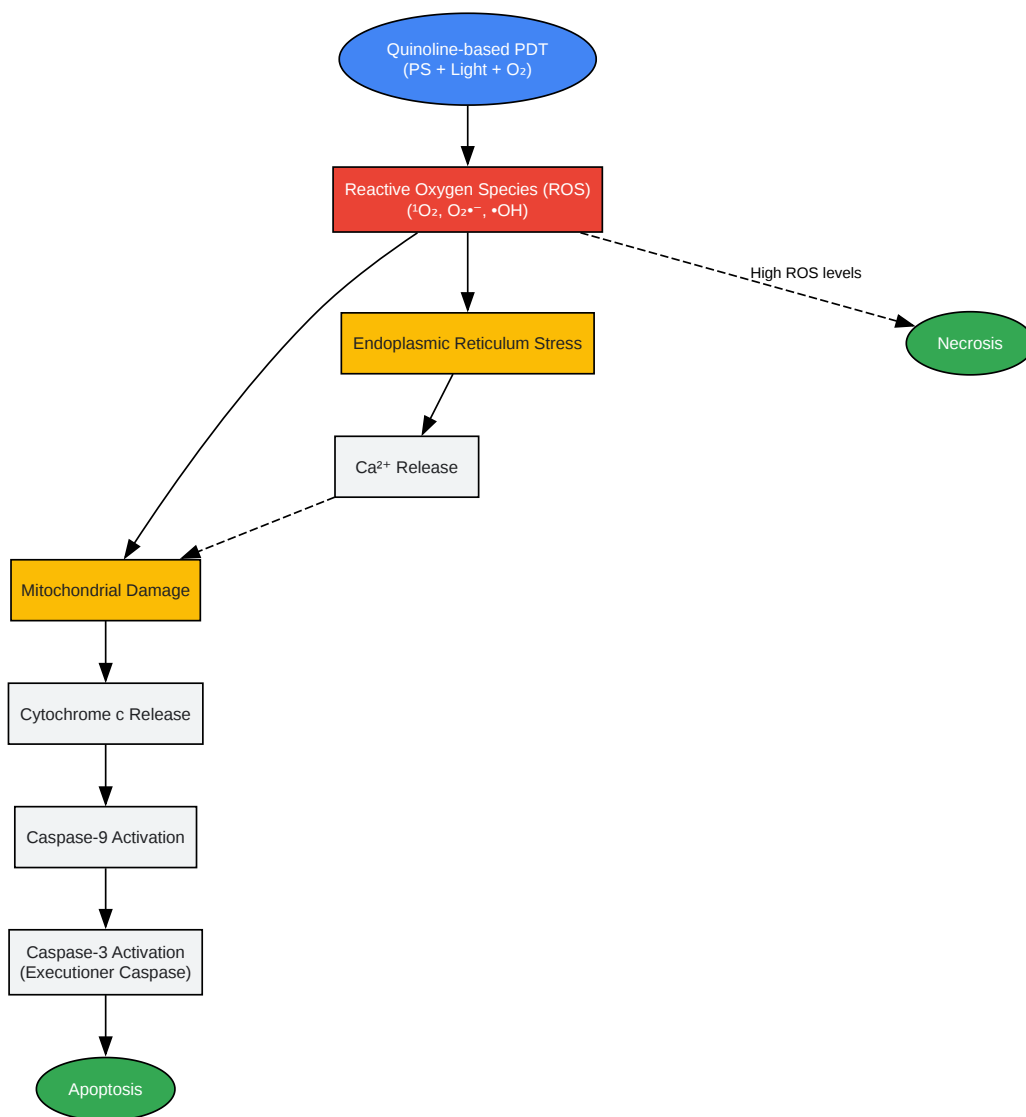 Quinoline-based PDT
(PS + Light + O₂)
Reactive Oxygen Species (ROS)
(¹O₂, O₂•⁻, •OH)
High ROS levels
Endoplasmic Reticulum Stress
Necrosis
Ca²⁺ Release
Mitochondrial Damage
Cytochrome c Release
Caspase-9 Activation
Caspase-3 Activation
(Executioner Caspase)
Apoptosis